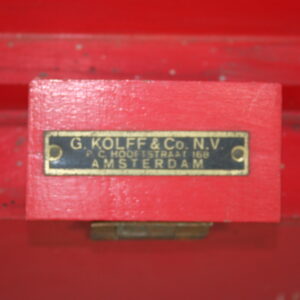 G. KOLFF & Co. N.V.
P. C. HOOFTSTRAAT 168
AMSTERDAM